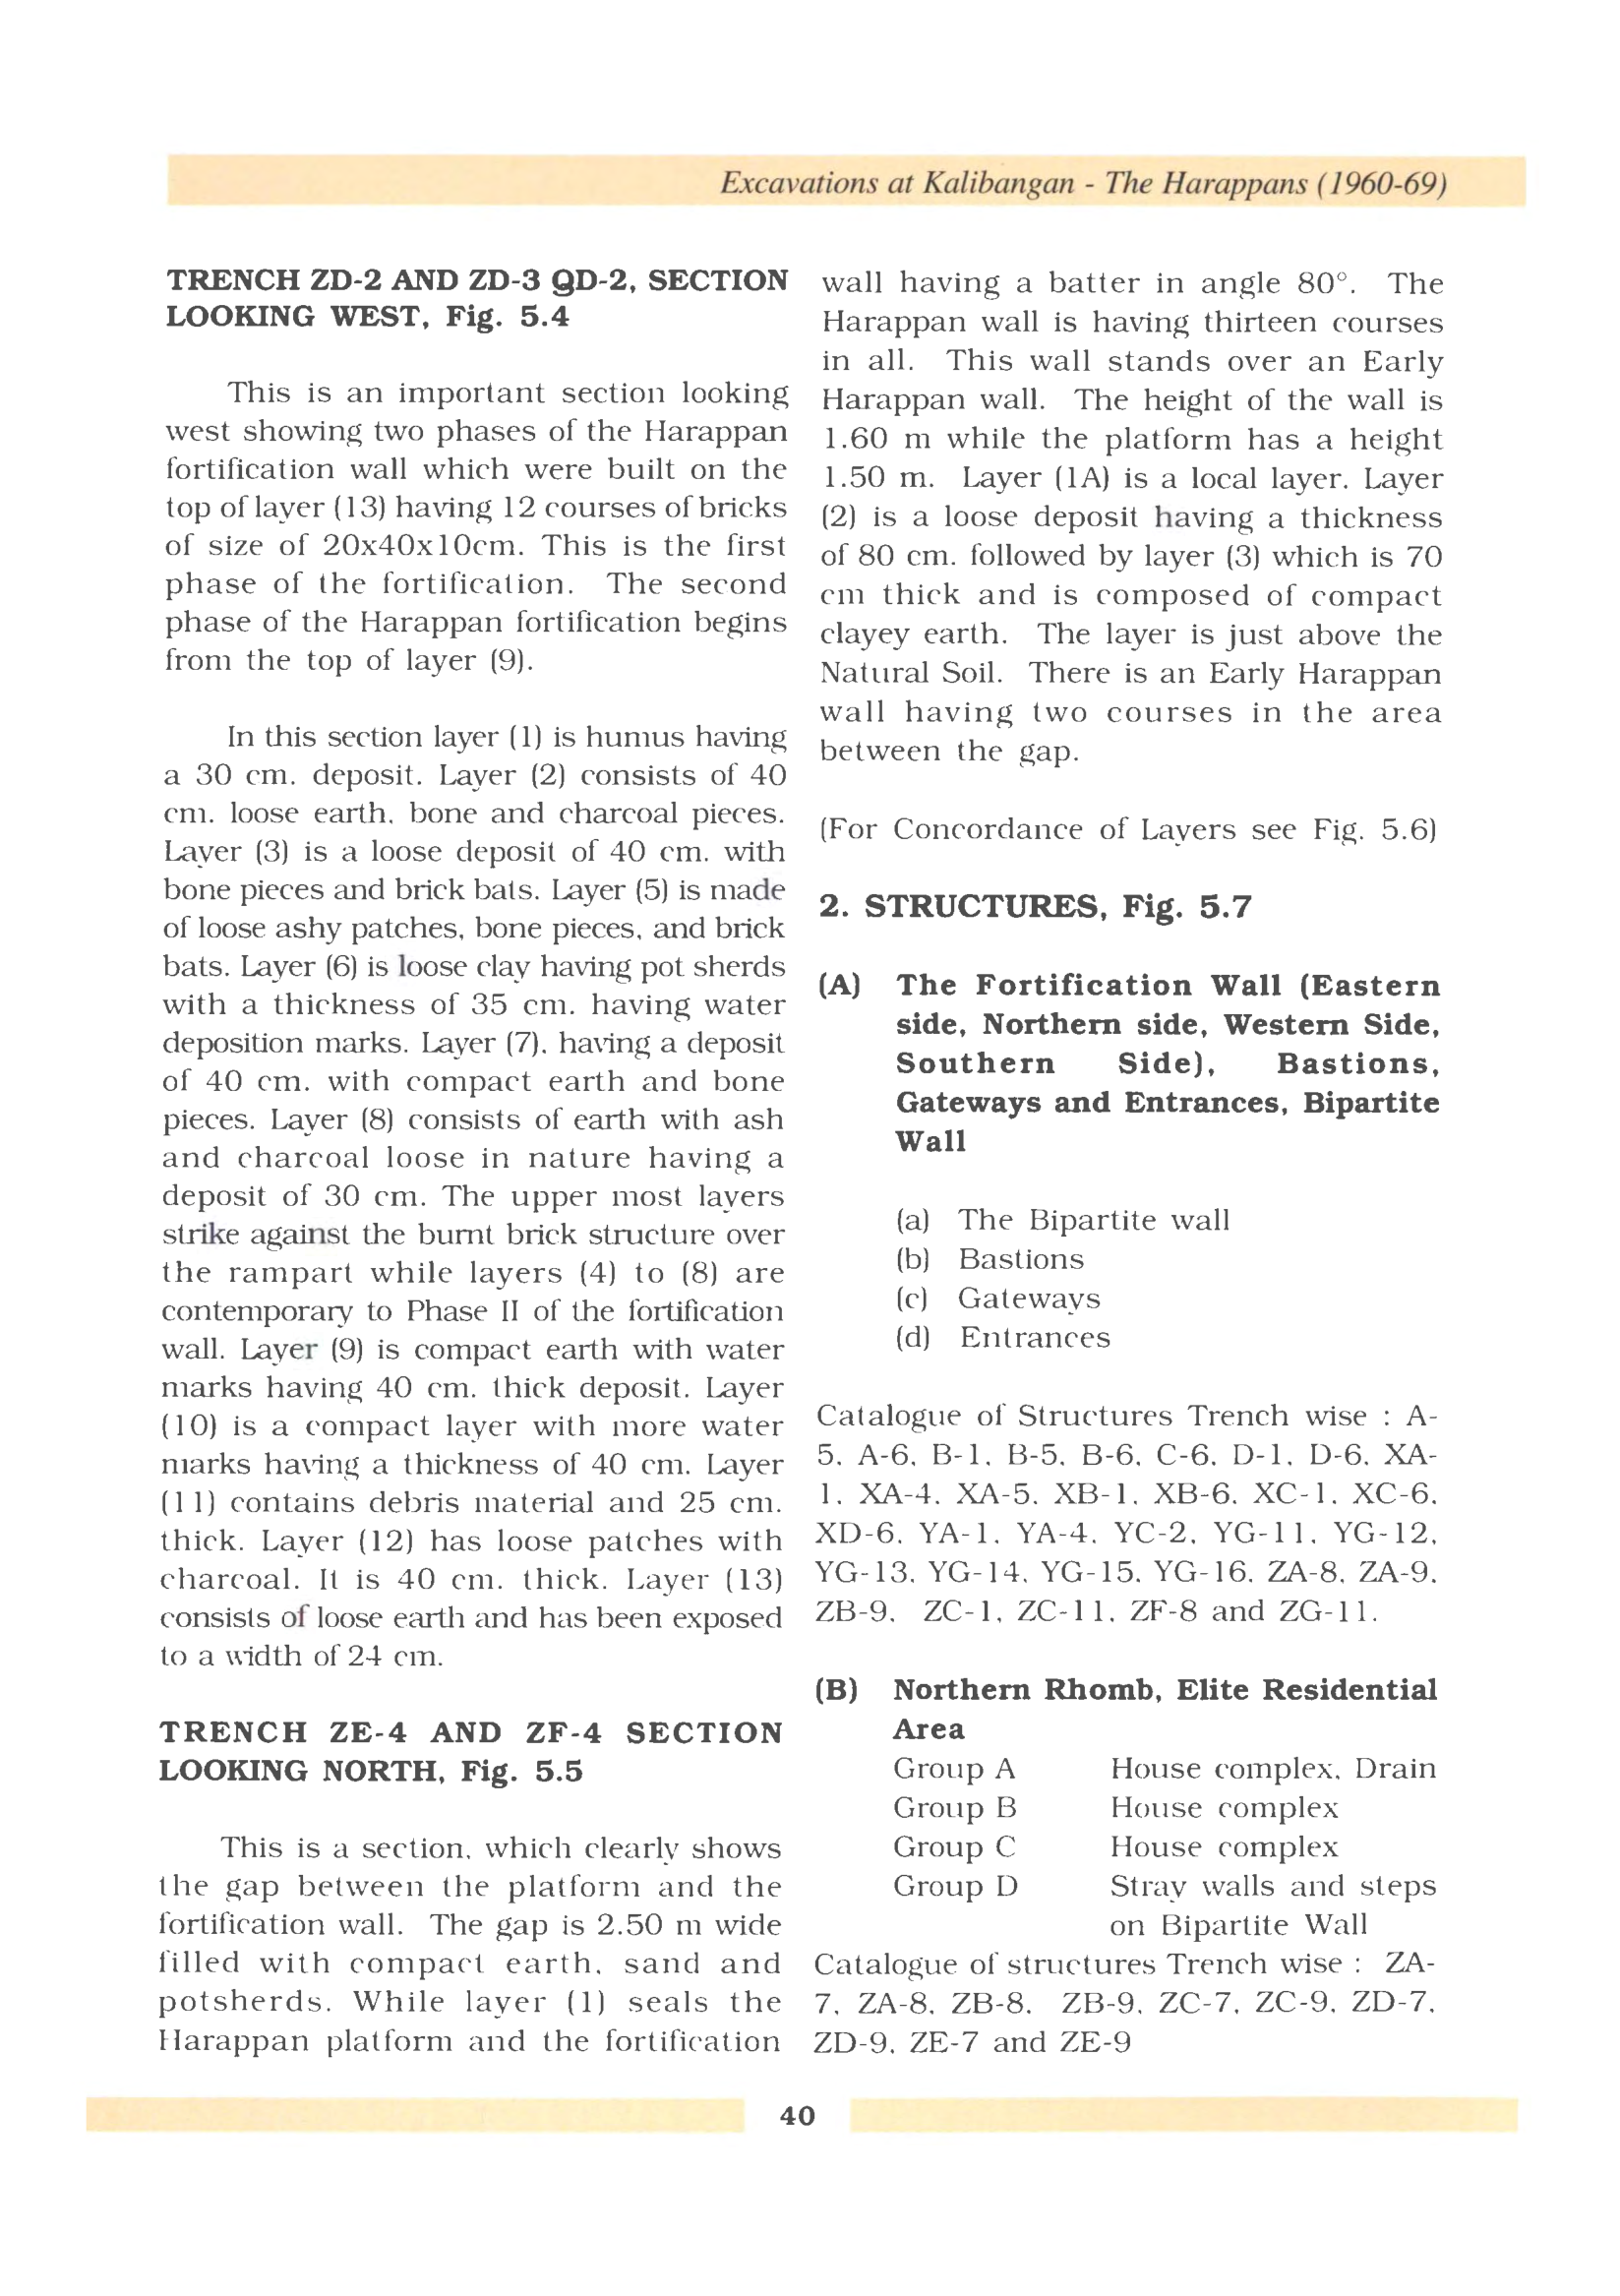 Excavations at Kalibangan - The Harappans (1960-69)
TRENCH ZD-2 AND ZD-3 QD-2, SECTION
LOOKING WEST, Fig. 5.4
This is an important section looking
west showing two phases of the Harappan
fortification wall which were built on the
top of layer (13) having 12 courses of bricks
of size of 20x40x10cm. This is the first
phase of the fortification. The second
phase of the Harappan fortification begins
from the top of layer (9).
In this section layer (1) is humus having
a 30 cm. deposit. Layer (2) consists of 40
cm. loose earth, bone and charcoal pieces.
Layer (3) is a loose deposit of 40 cm. with
bone pieces and brick bats. Layer (5) is made
of loose ashy patches, bone pieces, and brick
bats. Layer (6) is loose clay having pot sherds
with a thickness of 35 cm. having water
deposition marks. Layer (7), having a deposit
of 40 cm. with compact earth and bone
pieces. Layer (8) consists of earth with ash
and charcoal loose in nature having a
deposit of 30 cm. The upper most layers
strike against the burnt brick structure over
the rampart while layers (4) to (8) are
contemporary to Phase II of the fortification
wall. Layer (9) is compact earth with water
marks having 40 cm. thick deposit. Layer
(10) is a compact layer with more water
marks having a thickness of 40 cm. Layer
(11) contains debris material and 25 cm.
thick. Layer (12) has loose patches with
charcoal. It is 40 cm. thick. Layer (13)
consists of loose earth and has been exposed
to a width of 24 cm.
TRENCH ZE-4 AND ZF-4 SECTION
LOOKING NORTH, Fig. 5.5
This is a section, which clearly shows
the gap between the platform and the
fortification wall. The gap is 2.50 m wide
filled with compact earth, sand and
potsherds. While layer (1) seals the
Harappan platform and the fortification
wall having a batter in angle 80°. The
Harappan wall is having thirteen courses
in all. This wall stands over an Early
Harappan wall. The height of the wall is
1.60 m while the platform has a height
1.50 m. Layer (1A) is a local layer. Layer
(2) is a loose deposit having a thickness
of 80 cm. followed by layer (3) which is 70
cm thick and is composed of compact
clayey earth. The layer is just above the
Natural Soil. There is an Early Harappan
wall having two courses in the area
between the gap.
(For Concordance of Layers see Fig. 5.6)
2. STRUCTURES, Fig. 5.7
(A) The Fortification Wall (Eastern
side, Northern side, Western Side,
Southern Side), Bastions,
Gateways and Entrances, Bipartite
Wall
(a) The Bipartite wall
(b) Bastions
(c) Gateways
(d) Entrances
Catalogue of Structures Trench wise : A-
5, A-6, B-1, B-5, B-6, C-6, D-1, D-6, XA-
1, XA-4, XA-5, XB-1, XB-6, XC-1, XC-6,
XD-6, YA-1, YA-4, YC-2, YG-11, YG-12,
YG-13, YG-14, YG-15, YG-16, ZA-8, ZA-9,
ZB-9, ZC-1, ZC-11, ZF-8 and ZG-11.
(B) Northern Rhomb, Elite Residential
Area
Group A House complex, Drain
Group B House complex
Group C House complex
Group D Stray walls and steps
on Bipartite Wall
Catalogue of structures Trench wise : ZA-
7, ZA-8, ZB-8, ZB-9, ZC-7, ZC-9, ZD-7,
ZD-9, ZE-7 and ZE-9
40